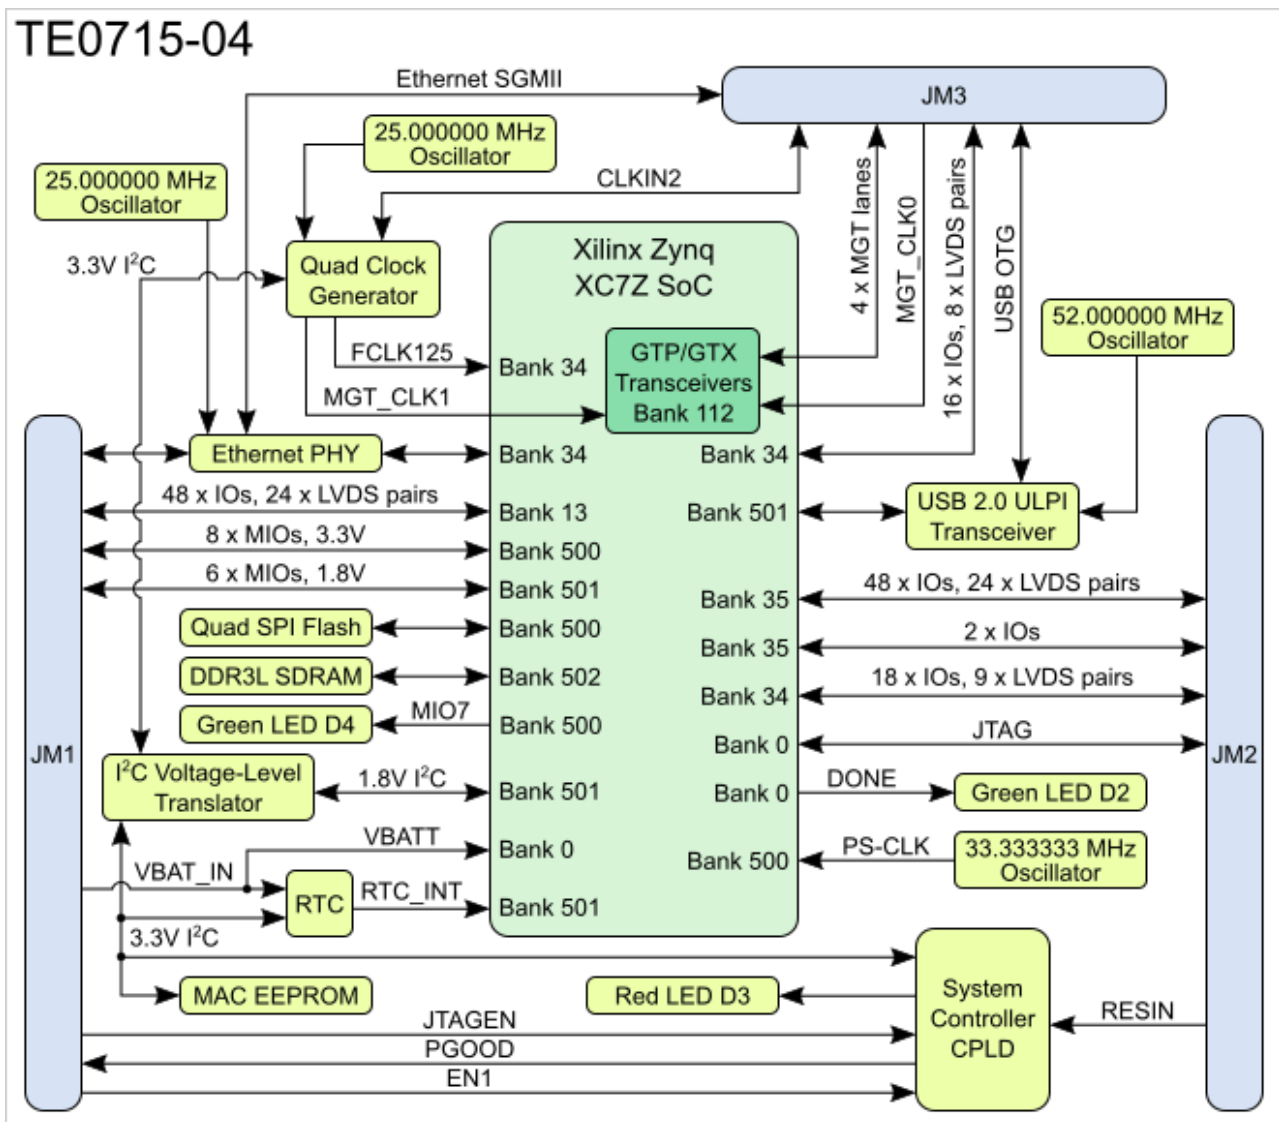 TE0715-04
Ethernet SGMII
JM3
25.000000 MHz
Oscillator
25.000000 MHz
Oscillator
CLKIN2
4 x MGT lanes
MGT_CLK0
16 x IOs, 8 x LVDS pairs
USB OTG
3.3V I²C
Quad Clock
Generator
Xilinx Zynq
XC7Z SoC
52.000000 MHz
Oscillator
FCLK125
Bank 34
GTP/GTX
Transceivers
Bank 112
MGT_CLK1
Ethernet PHY
Bank 34
Bank 34
48 x IOs, 24 x LVDS pairs
Bank 13
Bank 501
USB 2.0 ULPI
Transceiver
8 x MIOs, 3.3V
Bank 500
6 x MIOs, 1.8V
Bank 501
Bank 35
48 x IOs, 24 x LVDS pairs
Quad SPI Flash
Bank 500
Bank 35
2 x IOs
DDR3L SDRAM
Bank 502
Bank 34
18 x IOs, 9 x LVDS pairs
Green LED D4
MIO7
Bank 500
Bank 0
JTAG
JM1
JM2
I²C Voltage-Level
Translator
1.8V I²C
Bank 501
Bank 0
DONE
Green LED D2
VBATT
Bank 0
Bank 500
PS-CLK
33.333333 MHz
Oscillator
VBAT_IN
RTC
RTC_INT
Bank 501
3.3V I²C
MAC EEPROM
Red LED D3
System
Controller
CPLD
RESIN
JTAGEN
PGOOD
EN1